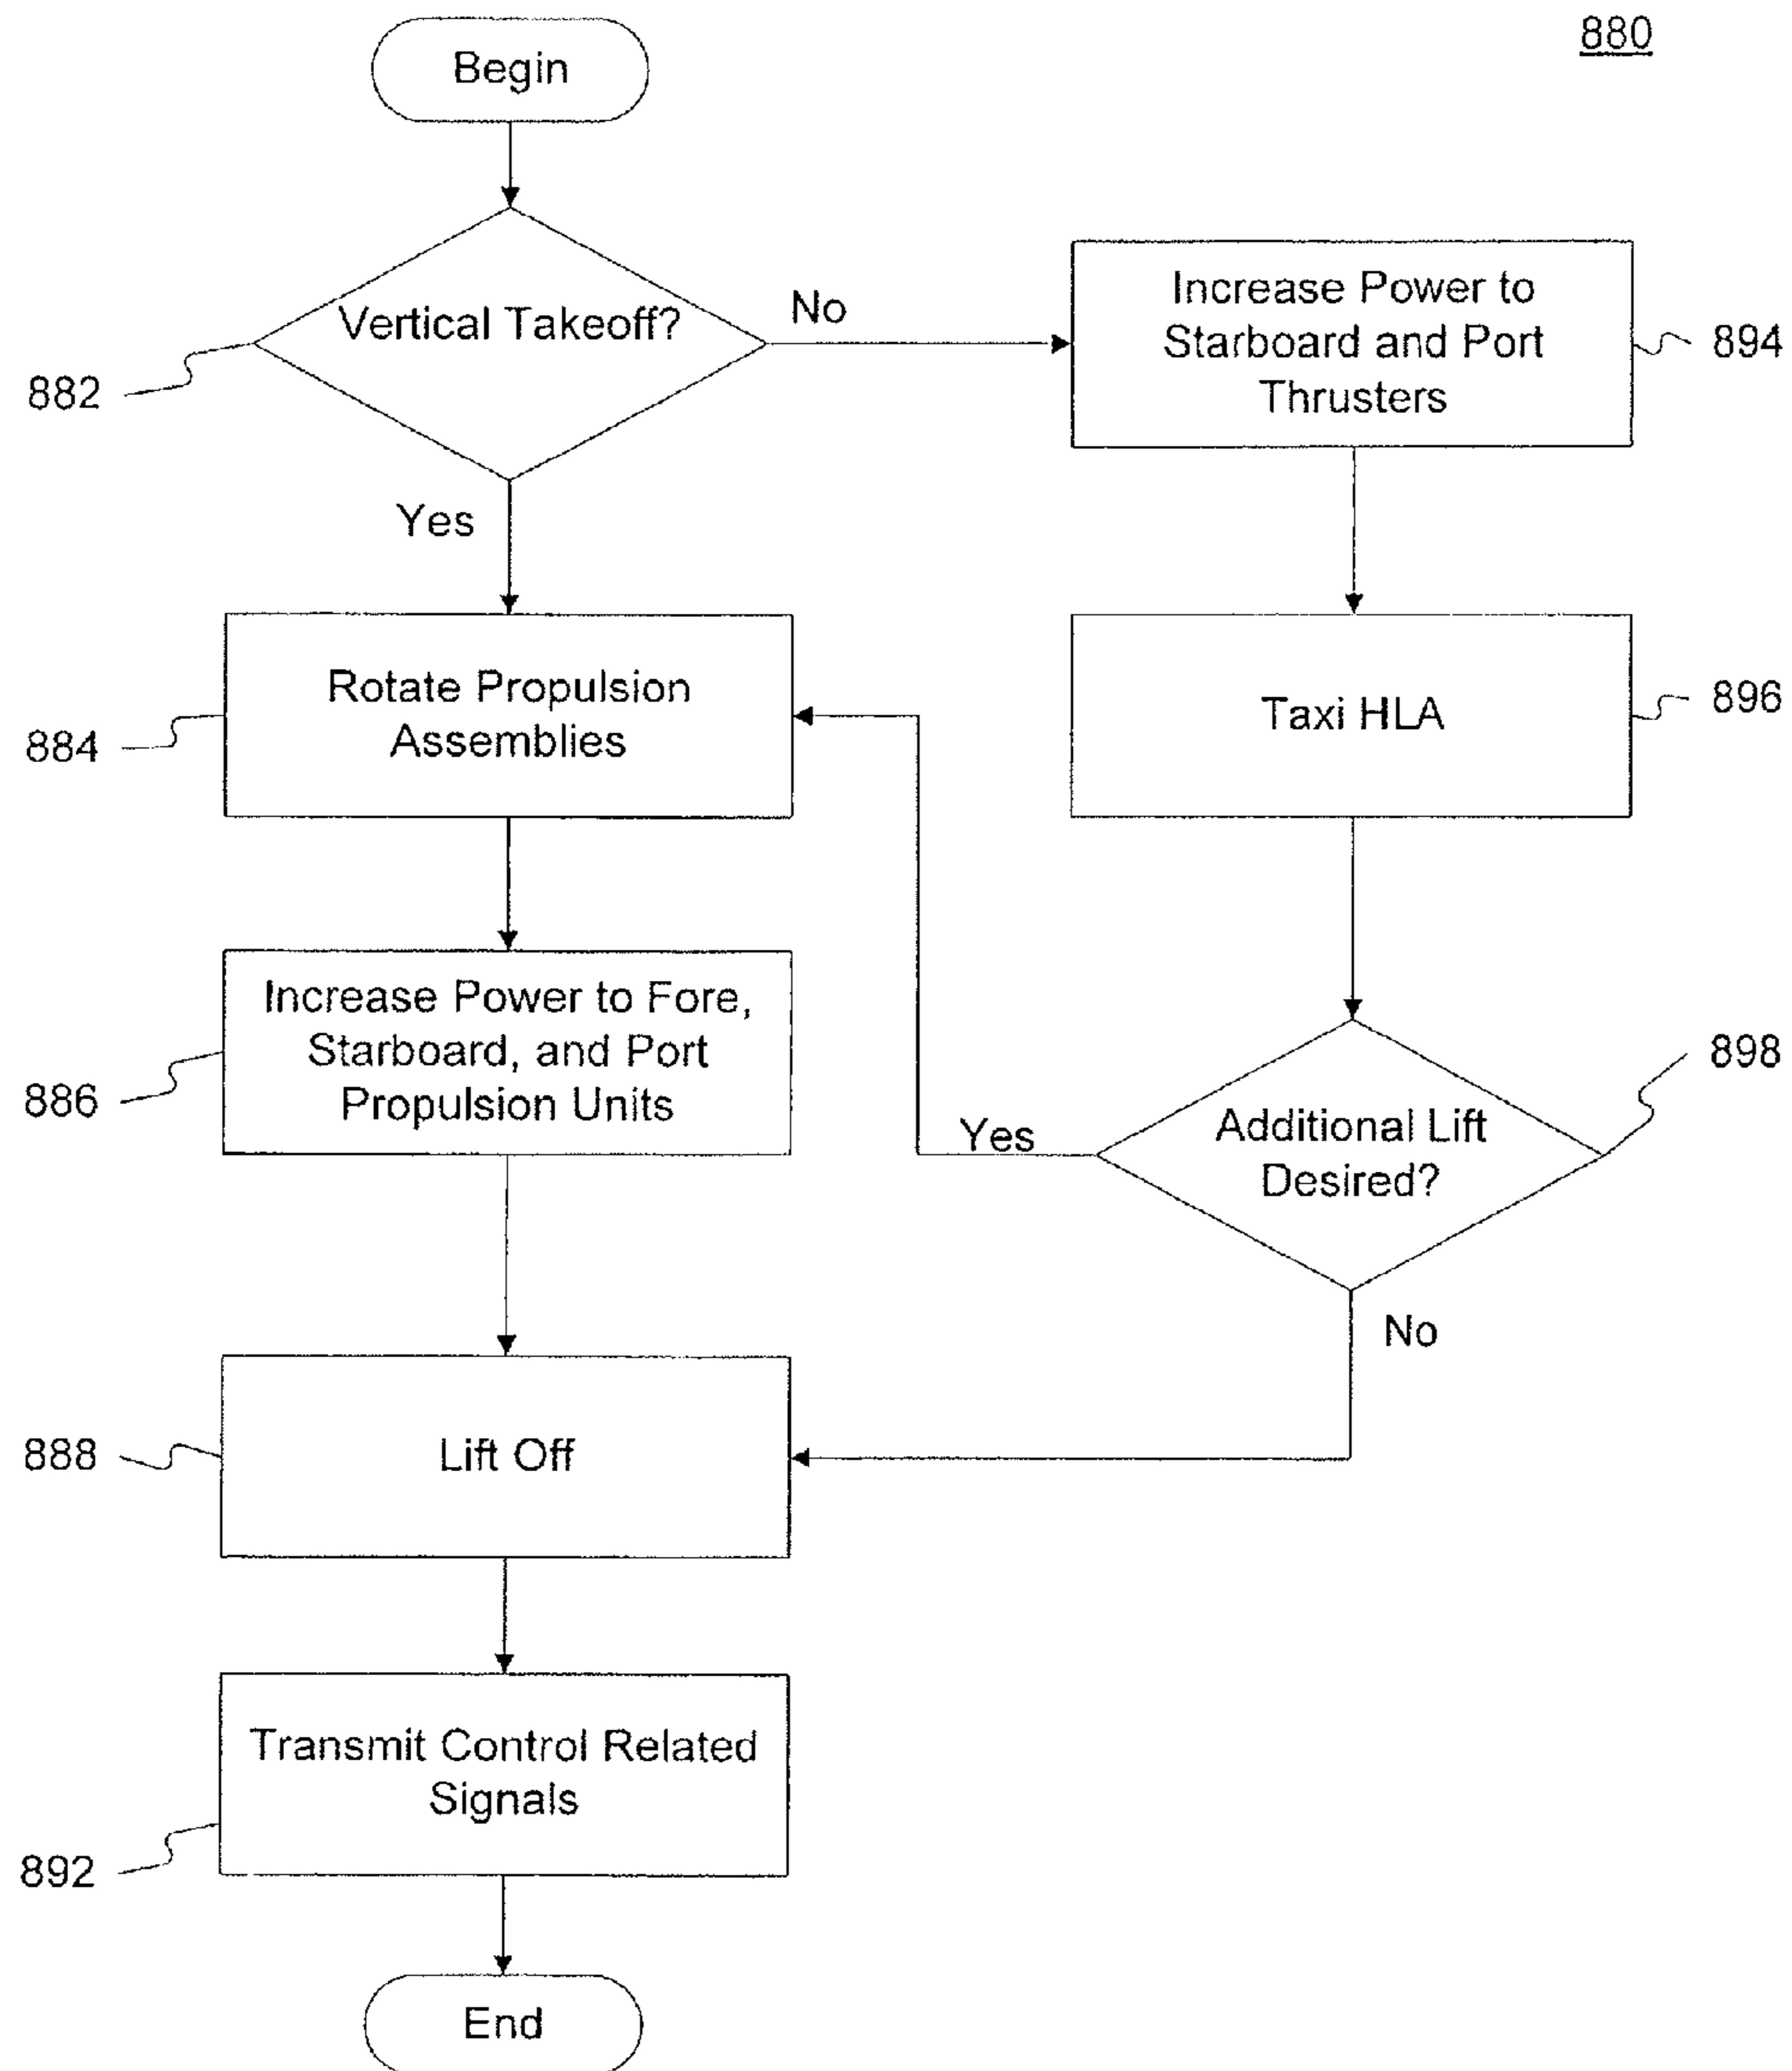 880
Begin
Vertical Takeoff?
882
No
Yes
Increase Power to
Starboard and Port
Thrusters
894
Rotate Propulsion
Assemblies
884
Taxi HLA
896
Increase Power to Fore,
Starboard, and Port
Propulsion Units
886
Additional Lift
Desired?
898
Yes
No
Lift Off
888
Transmit Control Related
Signals
892
End